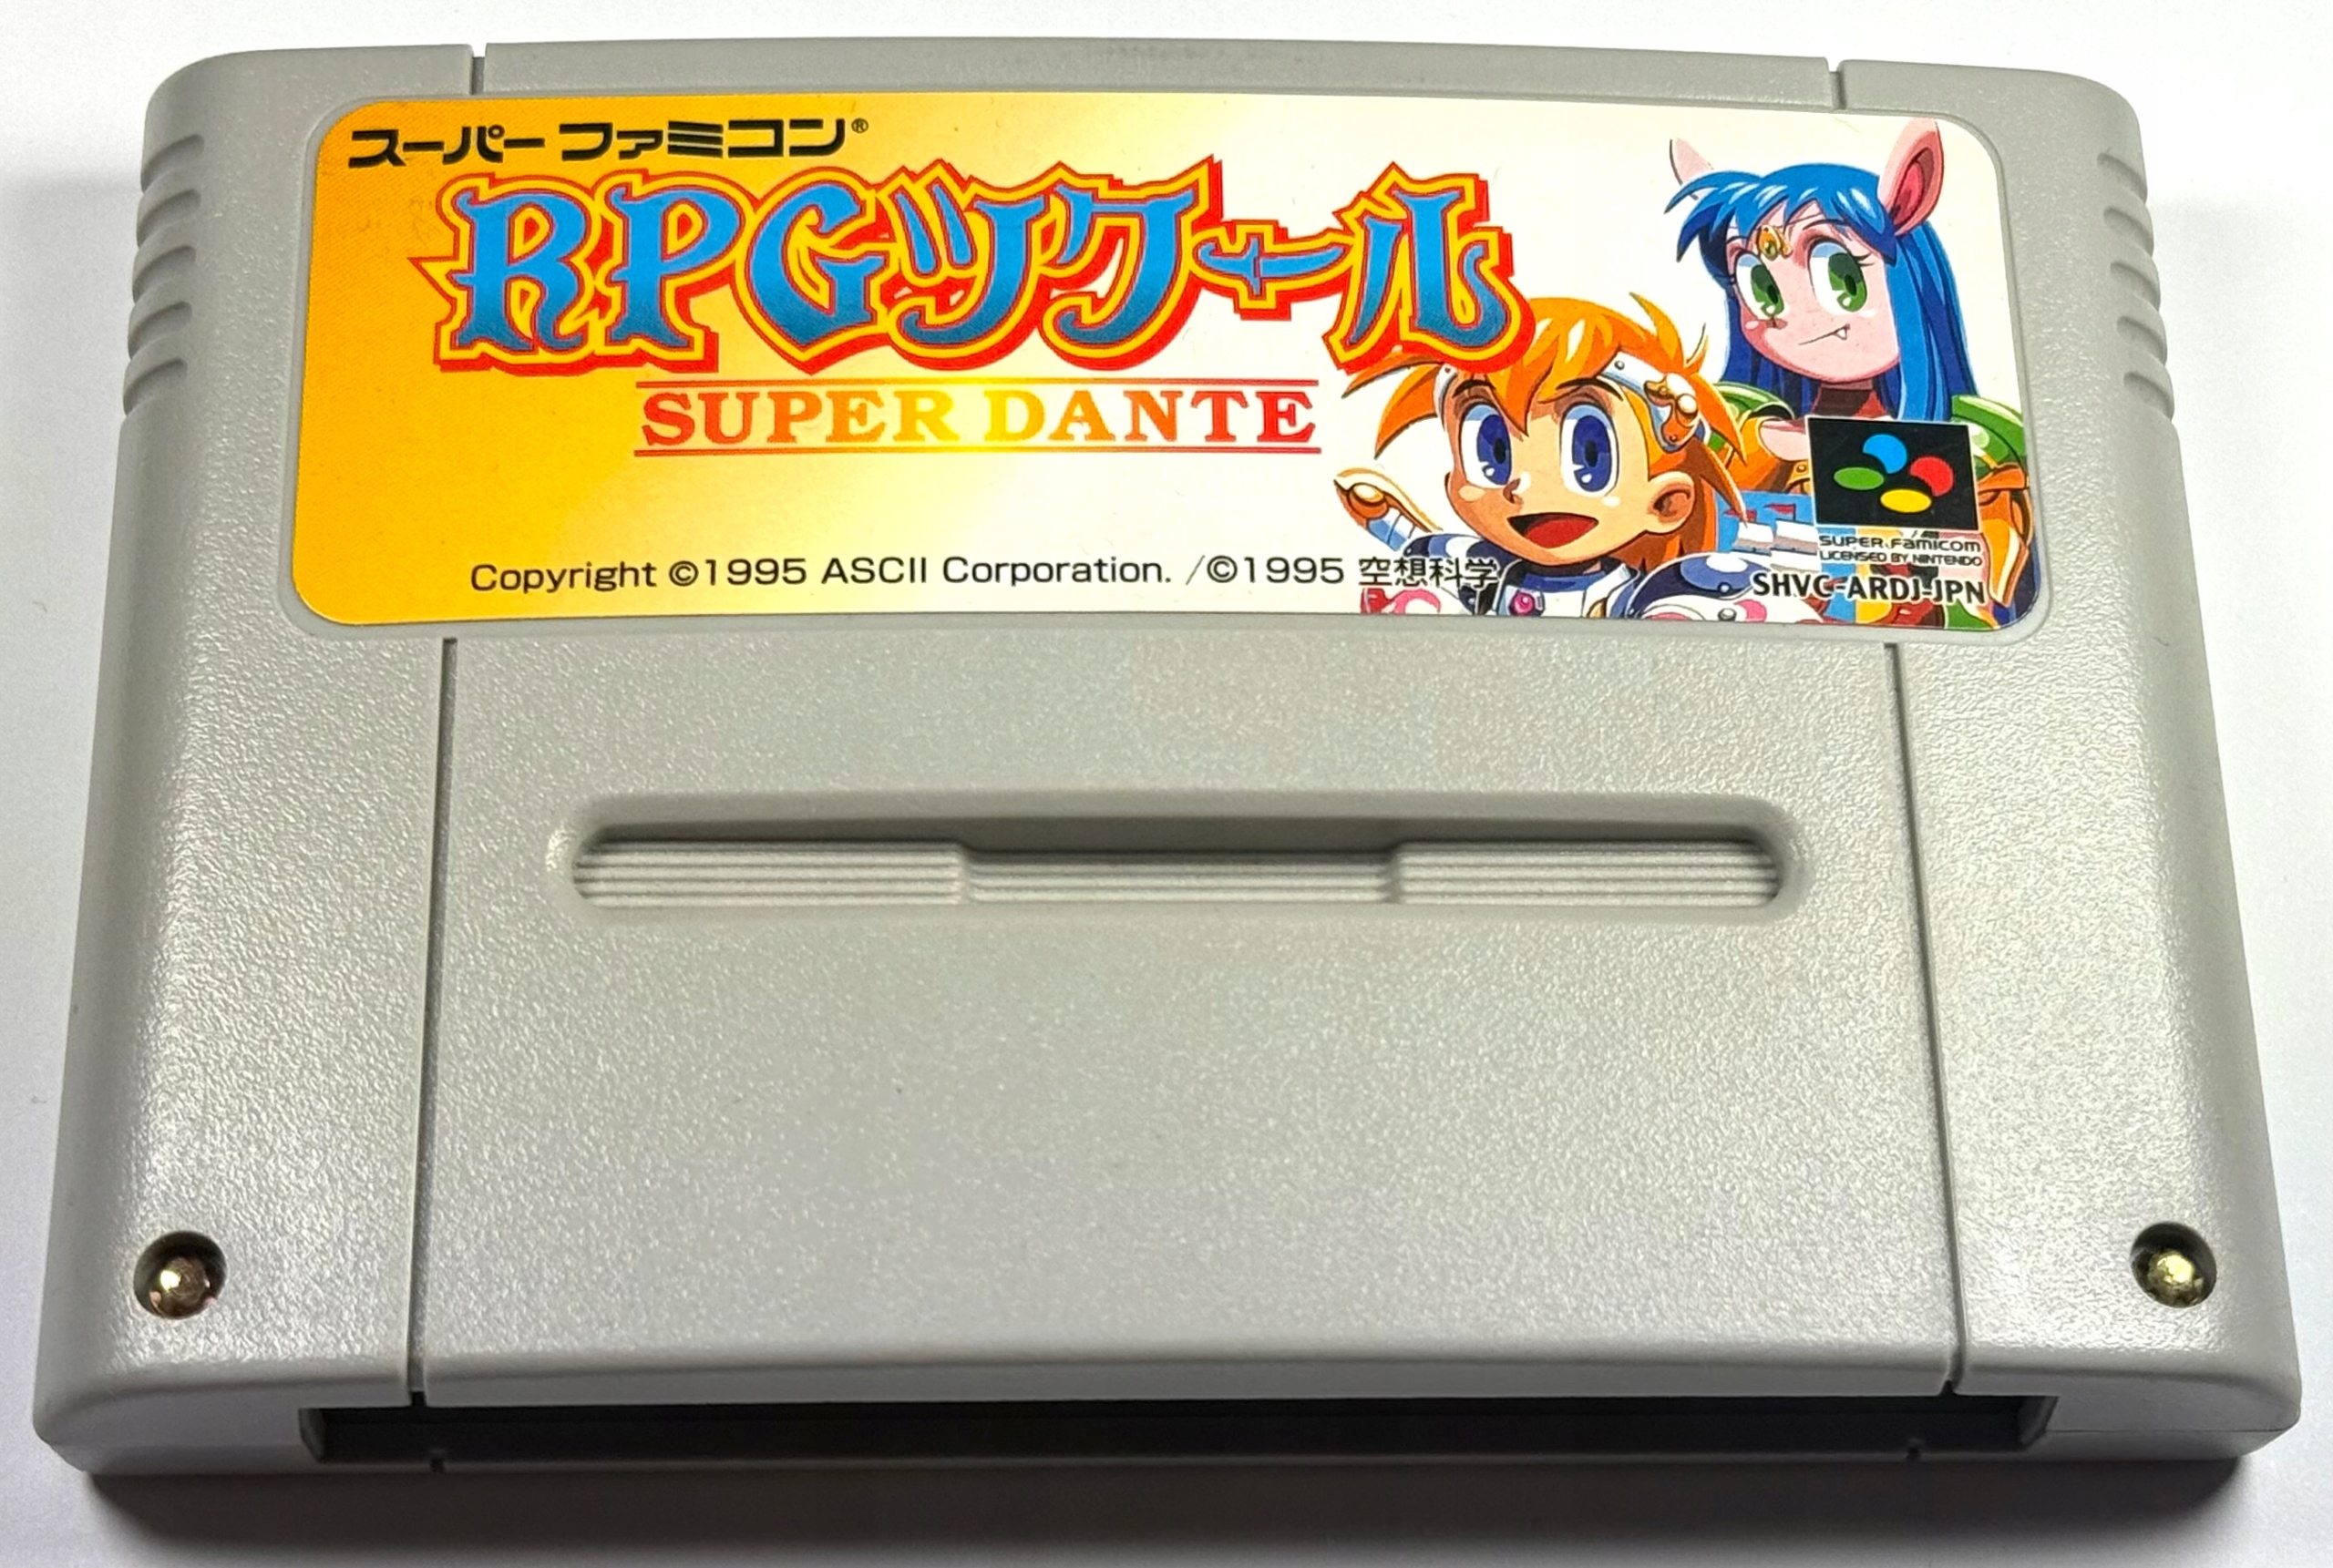 スーパーファミコン®
RPGツクール
SUPER DANTE
Copyright ©1995 ASCII Corporation. /©1995 空想科学
SUPER Famicom
LICENSED BY NINTENDO
SHVC-ARDJ-JPN